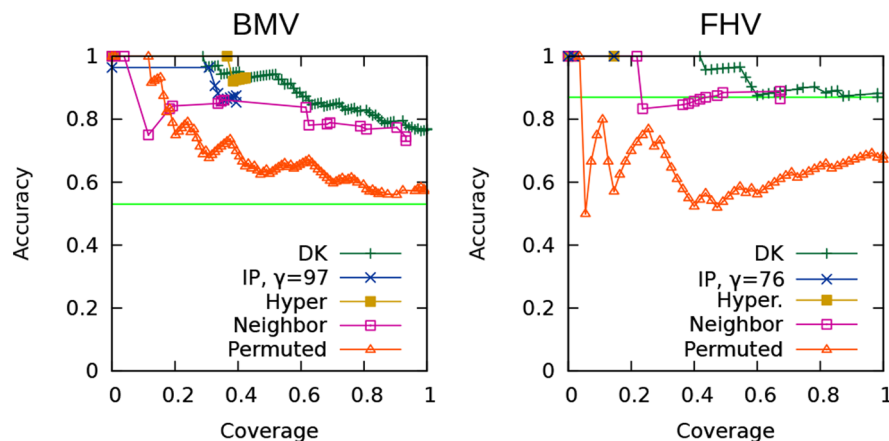 BMV
1
0.8
0.6
0.4
0.2
0
Accuracy
DK
IP, γ=97
Hyper
Neighbor
Permuted
0 0.2 0.4 0.6 0.8 1
Coverage
FHV
1
0.8
0.6
0.4
0.2
0
Accuracy
DK
IP, γ=76
Hyper.
Neighbor
Permuted
0 0.2 0.4 0.6 0.8 1
Coverage